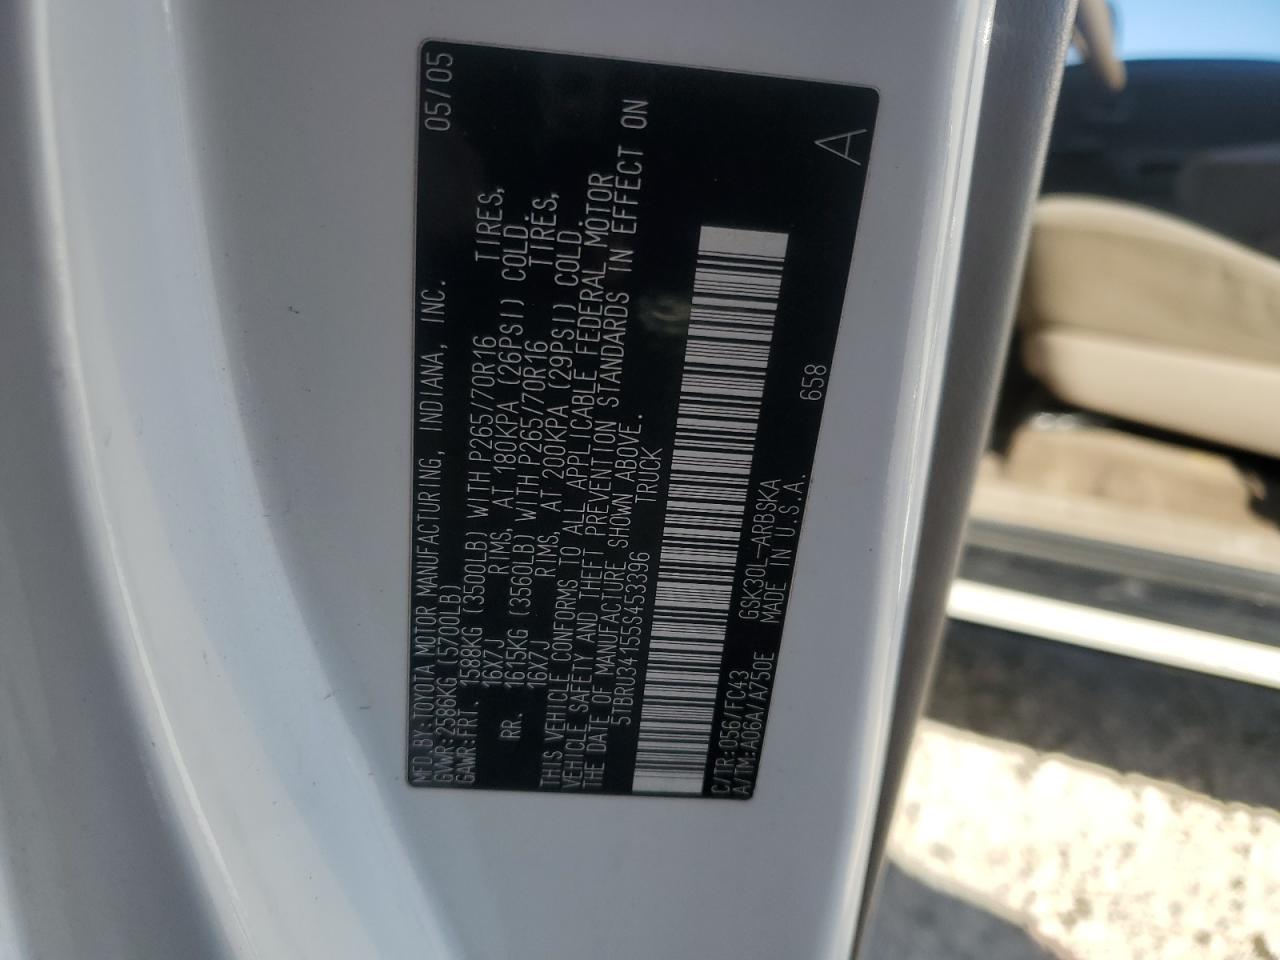 MFD BY:TOYOTA MOTOR MANUFACTURING, INDIANA, INC. 05/05
GVWR:2586KG (5700LB)
GAWR:FRT. 1588KG (3500LB) WITH P265/70R16 TIRES,
16X7J RIMS, AT 180KPA (26PSI) COLD.
RR. 1615KG (3560LB) WITH P265/70R16 TIRES,
16X7J RIMS, AT 200KPA (29PSI) COLD.
THIS VEHICLE CONFORMS TO ALL APPLICABLE FEDERAL MOTOR
VEHICLE SAFETY AND THEFT PREVENTION STANDARDS IN EFFECT ON
THE DATE OF MANUFACTURE SHOWN ABOVE.
5TBRU34155S453396 TRUCK
C/TR:056/FC43 GSK30L-ARBSKA 658
A/TM:A06A/A750E MADE IN U.S.A. A